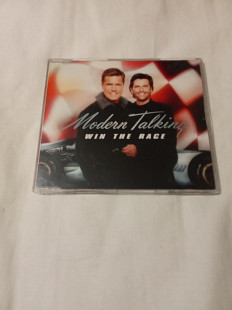 Modern Talking
WIN THE RACE